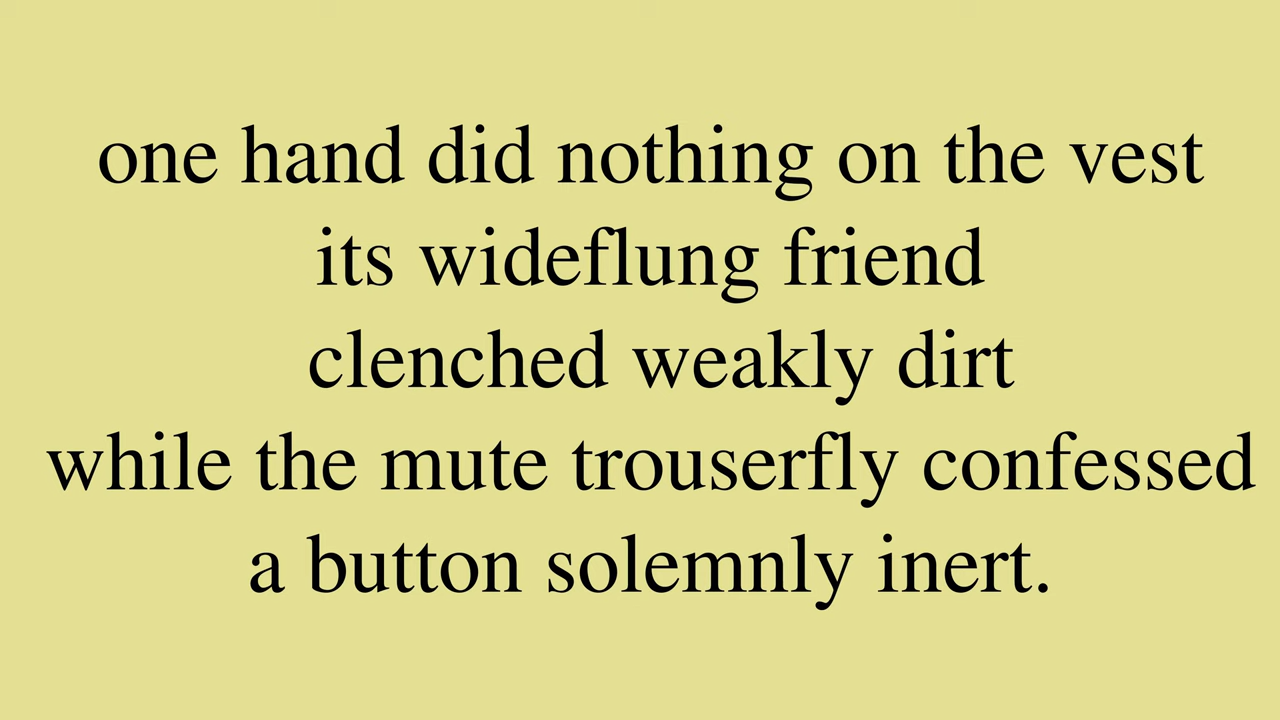 one hand did nothing on the vest
its wideflung friend
clenched weakly dirt
while the mute trouserfly confessed
a button solemnly inert.